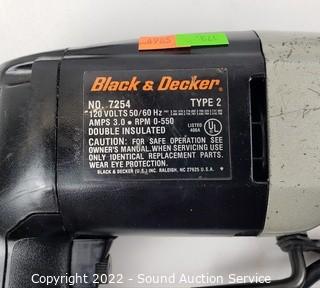 Black & Decker®
NO. 7254 TYPE 2
120 VOLTS 50/60 Hz
AMPS 3.0 • RPM 0-550
LISTED
UL
DOUBLE INSULATED
CAUTION: FOR SAFE OPERATION SEE
OWNER'S MANUAL. WHEN SERVICING USE
ONLY IDENTICAL REPLACEMENT PARTS.
WEAR EYE PROTECTION.
BLACK & DECKER (U.S.) INC. RALEIGH, NC 27625 U.S.A.
Copyright 2022 - Sound Auction Service